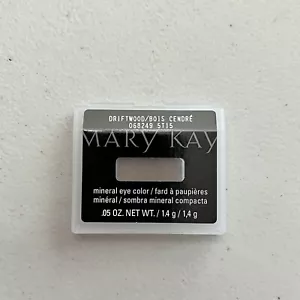 DRIFTWOOD/BOIS CENDRÉ
068249 5TI5
MARY KAY
mineral eye color / fard à paupières
minéral / sombra mineral compacta
.05 OZ. NET WT. / 1.4 g / 1,4 g